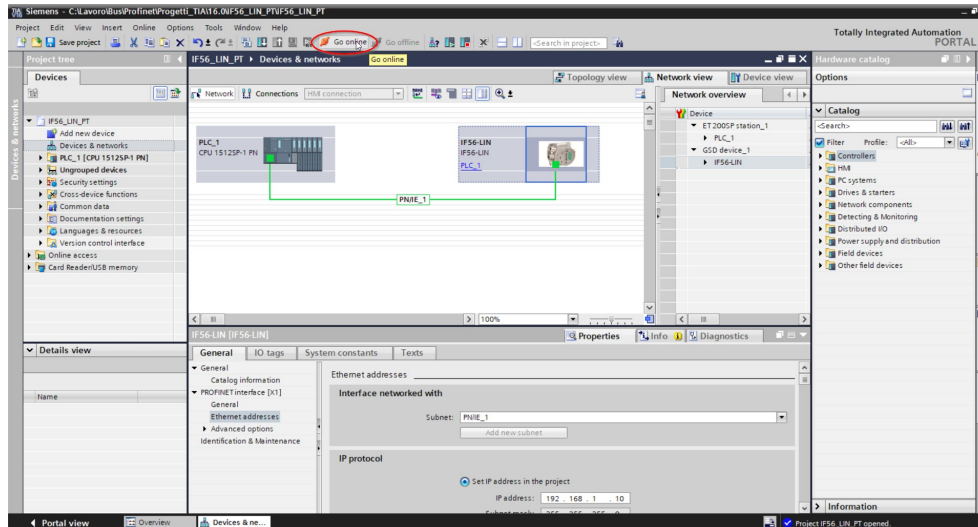 Siemens - C:\Lavoro\Bus\Profinet\Progetti_TIA\16.0\IF56_LIN_PT\IF56_LIN_PT
Project Edit View Insert Online Options Tools Window Help
Totally Integrated Automation
PORTAL
Save project Go online Go offline <Search in project>
Project tree
IF56_LIN_PT Devices & networks
Go online
Hardware catalog
Devices
Topology view Network view Device view
Options
Network Connections HMI connection
Network overview
Devices & networks
IF56_LIN_PT
Add new device
Devices & networks
PLC_1 [CPU 1512SP-1 PN]
Ungrouped devices
Security settings
Cross-device functions
Common data
Documentation settings
Languages & resources
Version control interface
Online access
Card Reader/USB memory
PLC_1
CPU 1512SP-1 PN
IF56-LIN
IF56-LIN
PLC_1
PN/IE_1
Device
ET200SP station_1
PLC_1
GSD device_1
IF56-LIN
Catalog
<Search>
Filter Profile: <All>
Controllers
HMI
PC systems
Drives & starters
Network components
Detecting & Monitoring
Distributed I/O
Power supply and distribution
Field devices
Other field devices
100%
IF56-LIN [IF56-LIN]
Properties Info Diagnostics
Details view
Name
General IO tags System constants Texts
General
Catalog information
PROFINET interface [X1]
General
Ethernet addresses
Advanced options
Identification & Maintenance
Ethernet addresses
Interface networked with
Subnet: PN/IE_1
Add new subnet
IP protocol
Set IP address in the project
IP address: 192 . 168 . 1 . 10
Subnet mask: 255 . 255 . 255 . 0
Information
Portal view Overview Devices & ne...
Project IF56_LIN_PT opened.